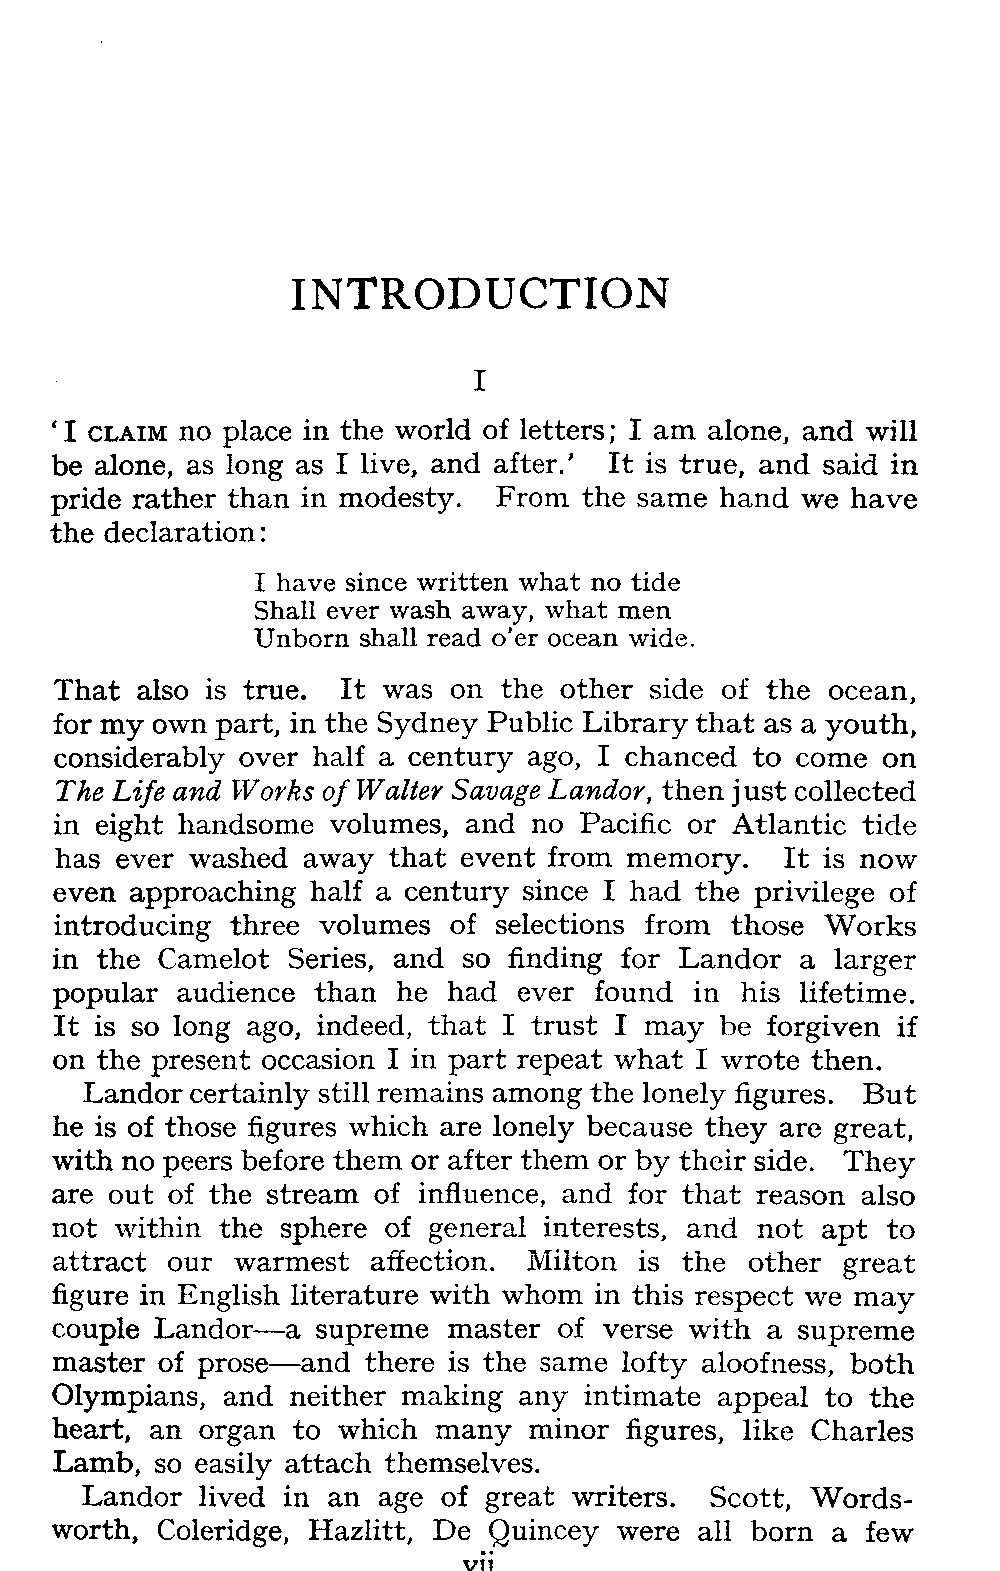 INTRODUCTION
I
‘I CLAIM no place in the world of letters; I am alone, and will
be alone, as long as I live, and after.’ It is true, and said in
pride rather than in modesty. From the same hand we have
the declaration:
I have since written what no tide
Shall ever wash away, what men
Unborn shall read o’er ocean wide.
That also is true. It was on the other side of the ocean,
for my own part, in the Sydney Public Library that as a youth,
considerably over half a century ago, I chanced to come on
The Life and Works of Walter Savage Landor, then just collected
in eight handsome volumes, and no Pacific or Atlantic tide
has ever washed away that event from memory. It is now
even approaching half a century since I had the privilege of
introducing three volumes of selections from those Works
in the Camelot Series, and so finding for Landor a larger
popular audience than he had ever found in his lifetime.
It is so long ago, indeed, that I trust I may be forgiven if
on the present occasion I in part repeat what I wrote then.
Landor certainly still remains among the lonely figures. But
he is of those figures which are lonely because they are great,
with no peers before them or after them or by their side. They
are out of the stream of influence, and for that reason also
not within the sphere of general interests, and not apt to
attract our warmest affection. Milton is the other great
figure in English literature with whom in this respect we may
couple Landor—a supreme master of verse with a supreme
master of prose—and there is the same lofty aloofness, both
Olympians, and neither making any intimate appeal to the
heart, an organ to which many minor figures, like Charles
Lamb, so easily attach themselves.
Landor lived in an age of great writers. Scott, Words-
worth, Coleridge, Hazlitt, De Quincey were all born a few
vii